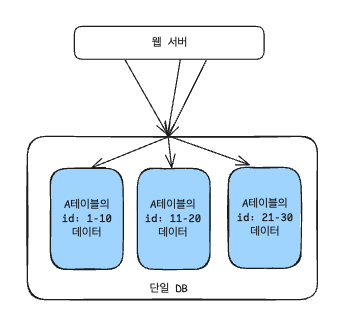 웹 서버
A테이블의
id: 1-10
데이터
A테이블의
id: 11-20
데이터
A테이블의
id: 21-30
데이터
단일 DB